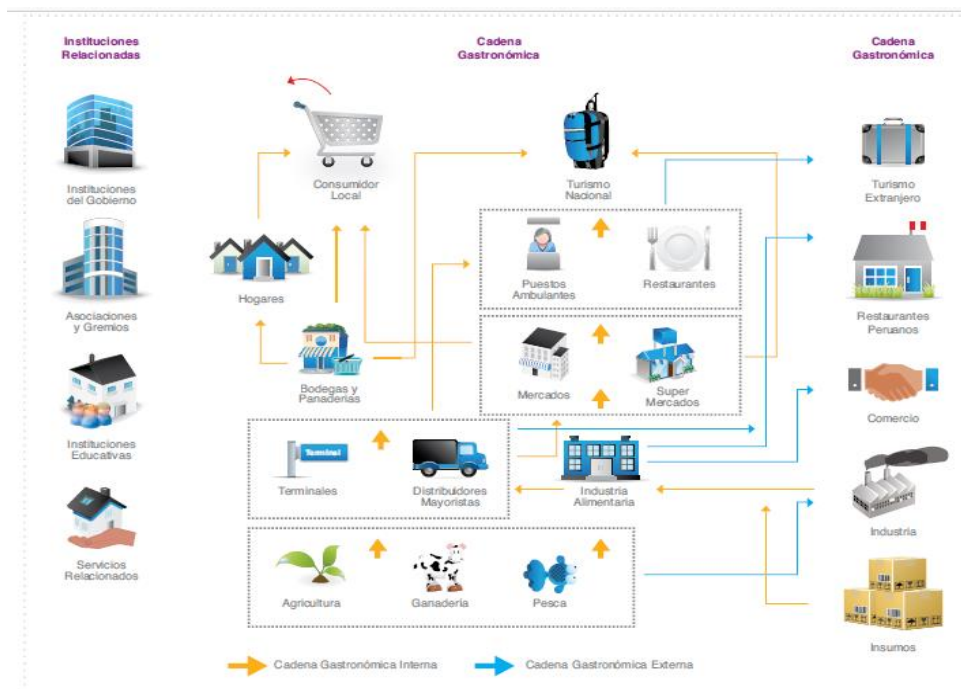 Instituciones
Relacionadas
Cadena
Gastronómica
Cadena
Gastronómica
Instituciones
del Gobierno
Consumidor
Local
Turismo
Nacional
Turismo
Extranjero
Asociaciones
y Gremios
Hogares
Puestos
Ambulantes
Restaurantes
Restaurantes
Peruanos
Instituciones
Educativas
Bodegas y
Panaderías
Mercados
Super
Mercados
Comercio
Terminal
Terminales
Distribuidores
Mayoristas
Industria
Alimentaria
Industria
Servicios
Relacionados
Agricultura
Ganadería
Pesca
Insumos
Cadena Gastronómica Interna
Cadena Gastronómica Externa